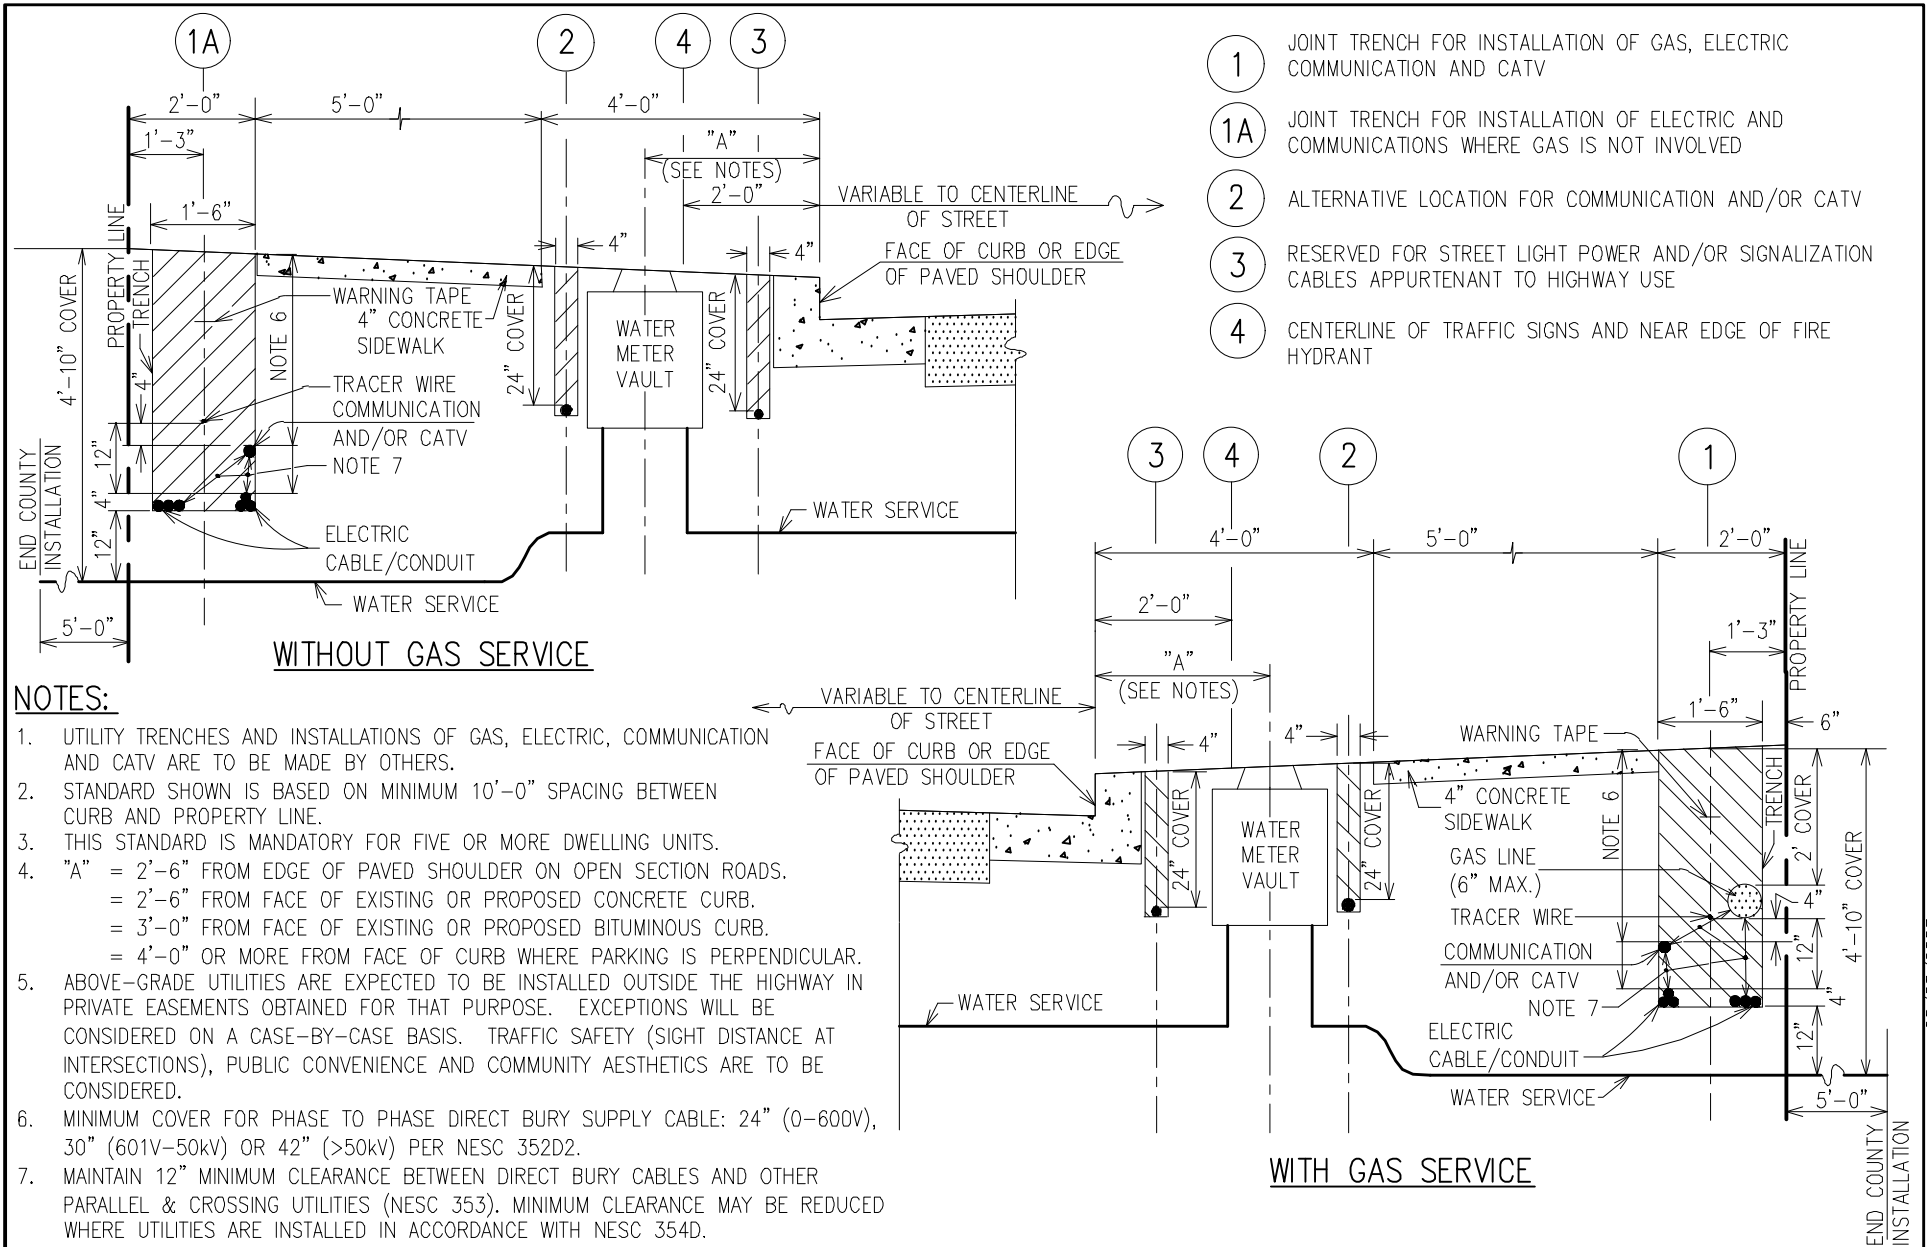 1A
2
4
3
2'-0"
5'-0"
4'-0"
1'-3"
"A"
(SEE NOTES)
2'-0"
VARIABLE TO CENTERLINE
OF STREET
1'-6"
4"
4"
FACE OF CURB OR EDGE
OF PAVED SHOULDER
PROPERTY LINE
TRENCH
4'-10" COVER
WARNING TAPE
4" CONCRETE
SIDEWALK
NOTE 6
24" COVER
WATER
METER
VAULT
24" COVER
4"
TRACER WIRE
COMMUNICATION
AND/OR CATV
NOTE 7
12"
4"
12"
END COUNTY
INSTALLATION
ELECTRIC
CABLE/CONDUIT
WATER SERVICE
WATER SERVICE
5'-0"
WITHOUT GAS SERVICE
1
JOINT TRENCH FOR INSTALLATION OF GAS, ELECTRIC
COMMUNICATION AND CATV
1A
JOINT TRENCH FOR INSTALLATION OF ELECTRIC AND
COMMUNICATIONS WHERE GAS IS NOT INVOLVED
2
ALTERNATIVE LOCATION FOR COMMUNICATION AND/OR CATV
3
RESERVED FOR STREET LIGHT POWER AND/OR SIGNALIZATION
CABLES APPURTENANT TO HIGHWAY USE
4
CENTERLINE OF TRAFFIC SIGNS AND NEAR EDGE OF FIRE
HYDRANT
3
4
2
1
4'-0"
5'-0"
2'-0"
PROPERTY LINE
2'-0"
1'-3"
"A"
(SEE NOTES)
VARIABLE TO CENTERLINE
OF STREET
1'-6"
6"
4"
4"
WARNING TAPE
FACE OF CURB OR EDGE
OF PAVED SHOULDER
24" COVER
WATER
METER
VAULT
24" COVER
4" CONCRETE
SIDEWALK
NOTE 6
TRENCH
2' COVER
4'-10" COVER
GAS LINE
(6" MAX.)
4"
TRACER WIRE
COMMUNICATION
AND/OR CATV
NOTE 7
12"
4"
12"
WATER SERVICE
ELECTRIC
CABLE/CONDUIT
WATER SERVICE
5'-0"
END COUNTY
INSTALLATION
WITH GAS SERVICE
NOTES:
1. UTILITY TRENCHES AND INSTALLATIONS OF GAS, ELECTRIC, COMMUNICATION
AND CATV ARE TO BE MADE BY OTHERS.
2. STANDARD SHOWN IS BASED ON MINIMUM 10'-0" SPACING BETWEEN
CURB AND PROPERTY LINE.
3. THIS STANDARD IS MANDATORY FOR FIVE OR MORE DWELLING UNITS.
4. "A" = 2'-6" FROM EDGE OF PAVED SHOULDER ON OPEN SECTION ROADS.
= 2'-6" FROM FACE OF EXISTING OR PROPOSED CONCRETE CURB.
= 3'-0" FROM FACE OF EXISTING OR PROPOSED BITUMINOUS CURB.
= 4'-0" OR MORE FROM FACE OF CURB WHERE PARKING IS PERPENDICULAR.
5. ABOVE-GRADE UTILITIES ARE EXPECTED TO BE INSTALLED OUTSIDE THE HIGHWAY IN
PRIVATE EASEMENTS OBTAINED FOR THAT PURPOSE. EXCEPTIONS WILL BE
CONSIDERED ON A CASE-BY-CASE BASIS. TRAFFIC SAFETY (SIGHT DISTANCE AT
INTERSECTIONS), PUBLIC CONVENIENCE AND COMMUNITY AESTHETICS ARE TO BE
CONSIDERED.
6. MINIMUM COVER FOR PHASE TO PHASE DIRECT BURY SUPPLY CABLE: 24" (0-600V),
30" (601V-50kV) OR 42" (>50kV) PER NESC 352D2.
7. MAINTAIN 12" MINIMUM CLEARANCE BETWEEN DIRECT BURY CABLES AND OTHER
PARALLEL & CROSSING UTILITIES (NESC 353). MINIMUM CLEARANCE MAY BE REDUCED
WHERE UTILITIES ARE INSTALLED IN ACCORDANCE WITH NESC 354D.